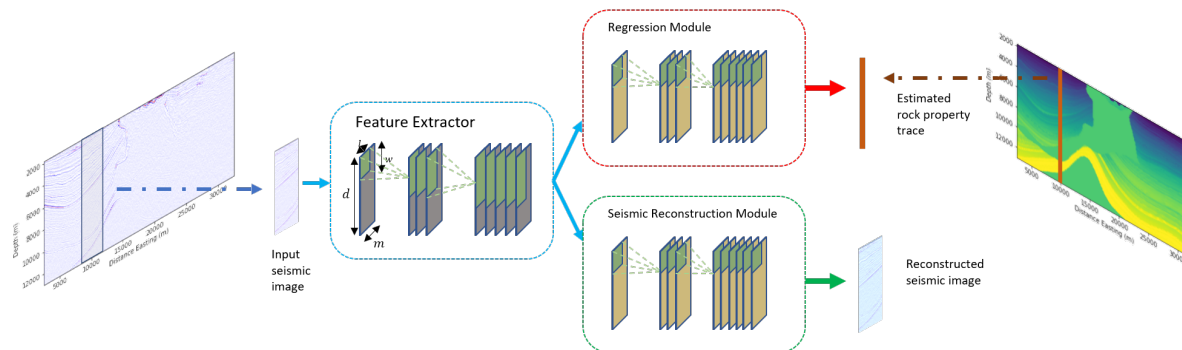 2000
4000
6000
8000
10000
12000
Depth (m)
5000
10000
15000
20000
25000
30000
Distance Easting (m)
Input
seismic
image
Feature Extractor
w
d
m
Regression Module
Seismic Reconstruction Module
Estimated
rock property
trace
Reconstructed
seismic image
2000
4000
6000
8000
10000
12000
Depth (m)
5000
10000
15000
20000
25000
Distance Easting (m)